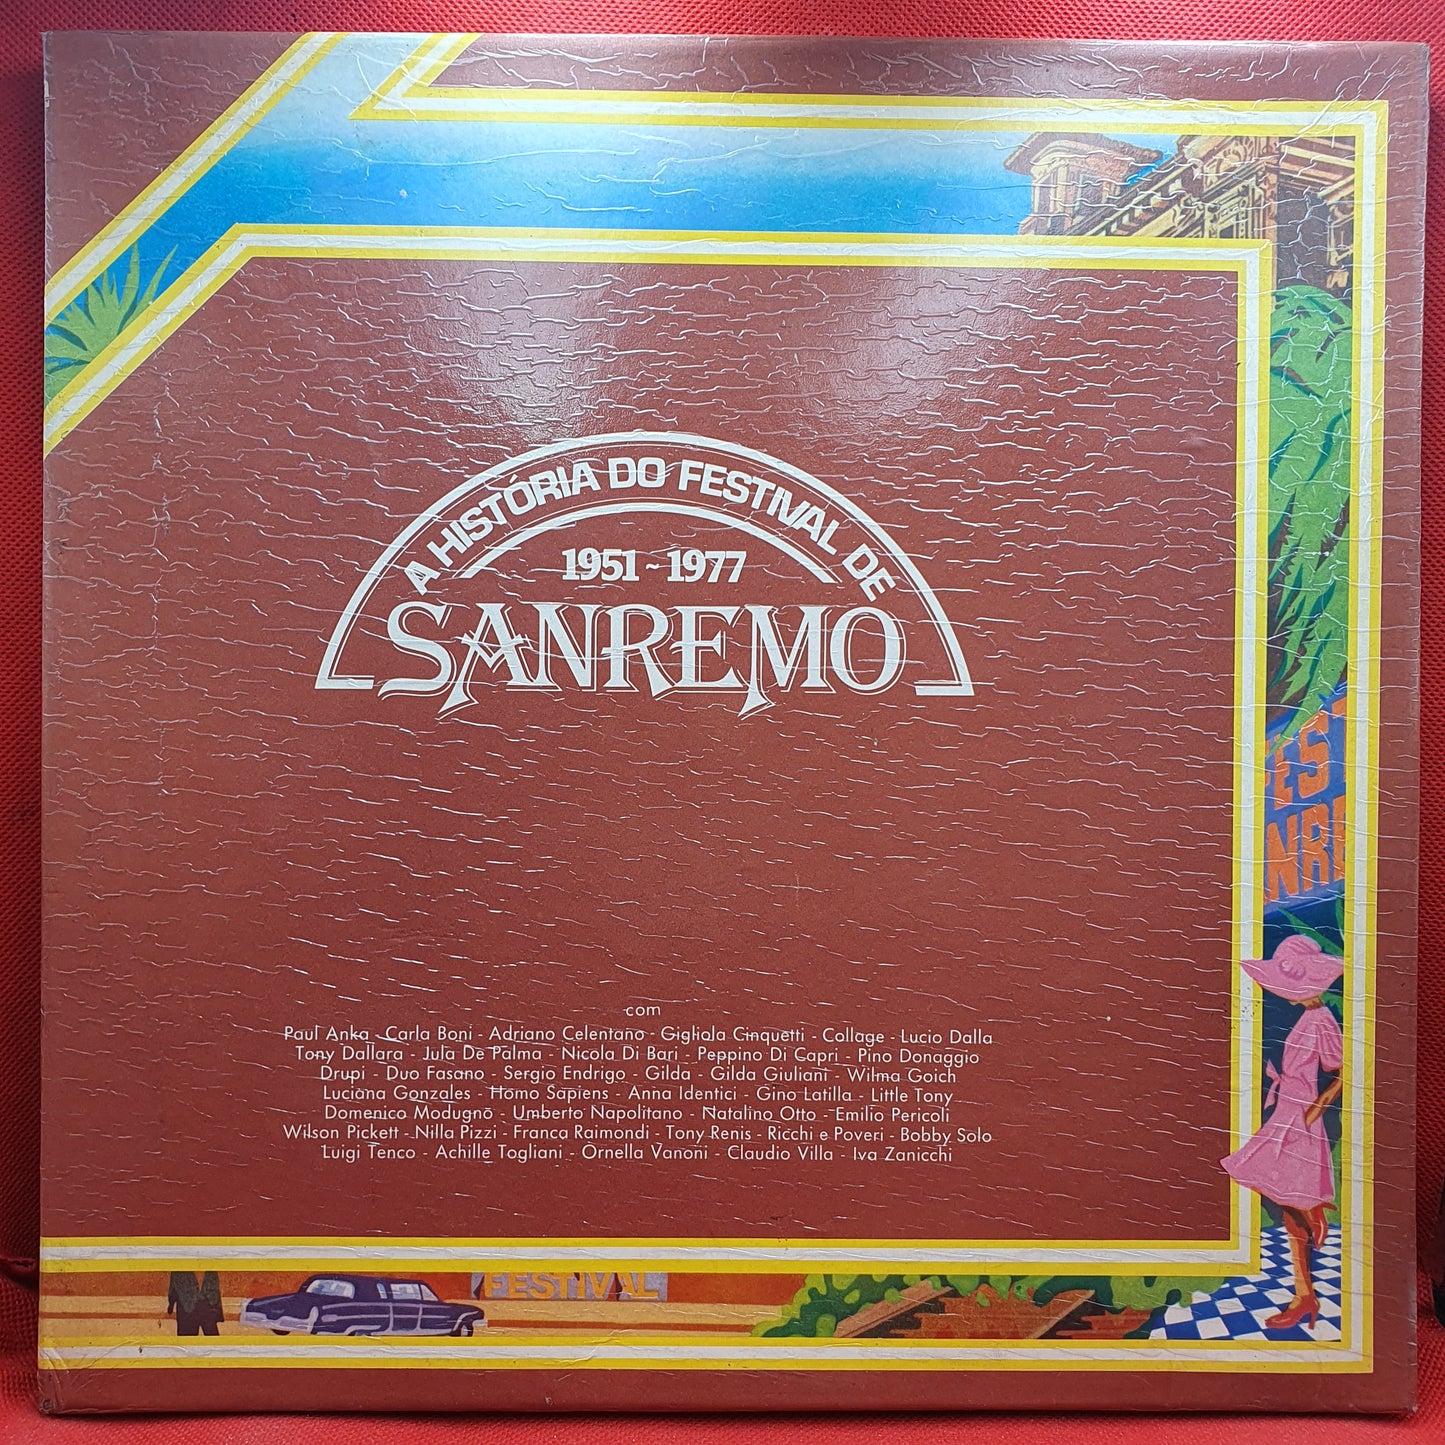 A HISTÓRIA DO FESTIVAL DE
1951 ~ 1977
SANREMO
FEST
NRE
com
Paul Anka - Carla Boni - Adriano Celentano - Gigliola Cinquetti - Collage - Lucio Dalla
Tony Dallara - Jula De Palma - Nicola Di Bari - Peppino Di Capri - Pino Donaggio
Drupi - Duo Fasano - Sergio Endrigo - Gilda - Gilda Giuliani - Wilma Goich
Luciana Gonzales - Homo Sapiens - Anna Identici - Gino Latilla - Little Tony
Domenico Modugno - Umberto Napolitano - Natalino Otto - Emilio Pericoli
Wilson Pickett - Nilla Pizzi - Franca Raimondi - Tony Renis - Ricchi e Poveri - Bobby Solo
Luigi Tenco - Achille Togliani - Ornella Vanoni - Claudio Villa - Iva Zanicchi
FESTIVAL